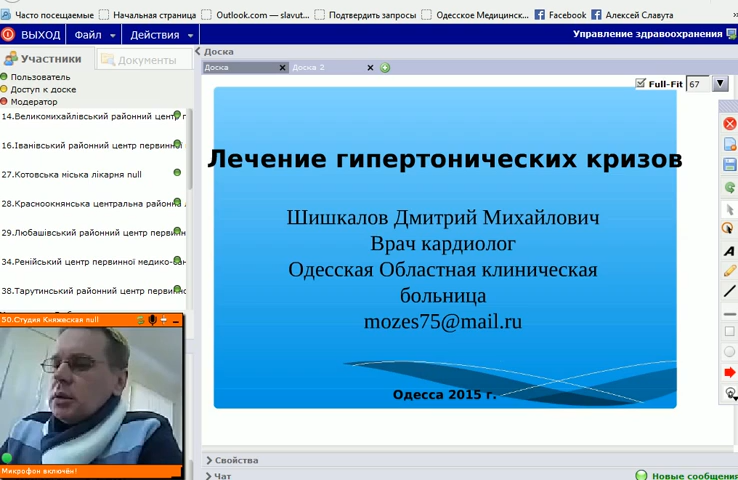 Часто посещаемые
Начальная страница
Outlook.com — slavut...
Подтвердить запросы
Одесское Медицинск...
Facebook
Алексей Славута
ВЫХОД
Файл
Действия
Управление здравоохранения
Участники
Документы
Пользователь
Доступ к доске
Модератор
14.Великомихайлівський районний цент
16.Іванівський районний центр первинн
27.Котовська міська лікарня null
28.Красноокнянська центральна районна
29.Любашівський районний центр первинн
34.Ренійський центр первинної медико-сан
38.Тарутинський районний центр первинн
50.Студия Княжевская null
Микрофон включён!
Доска
Доска
Доска 2
Full-Fit
67
Лечение гипертонических кризов
Шишкалов Дмитрий Михайлович
Врач кардиолог
Одесская Областная клиническая
больница
mozes75@mail.ru
Одесса 2015 г.
Свойства
Чат
Новые сообщения